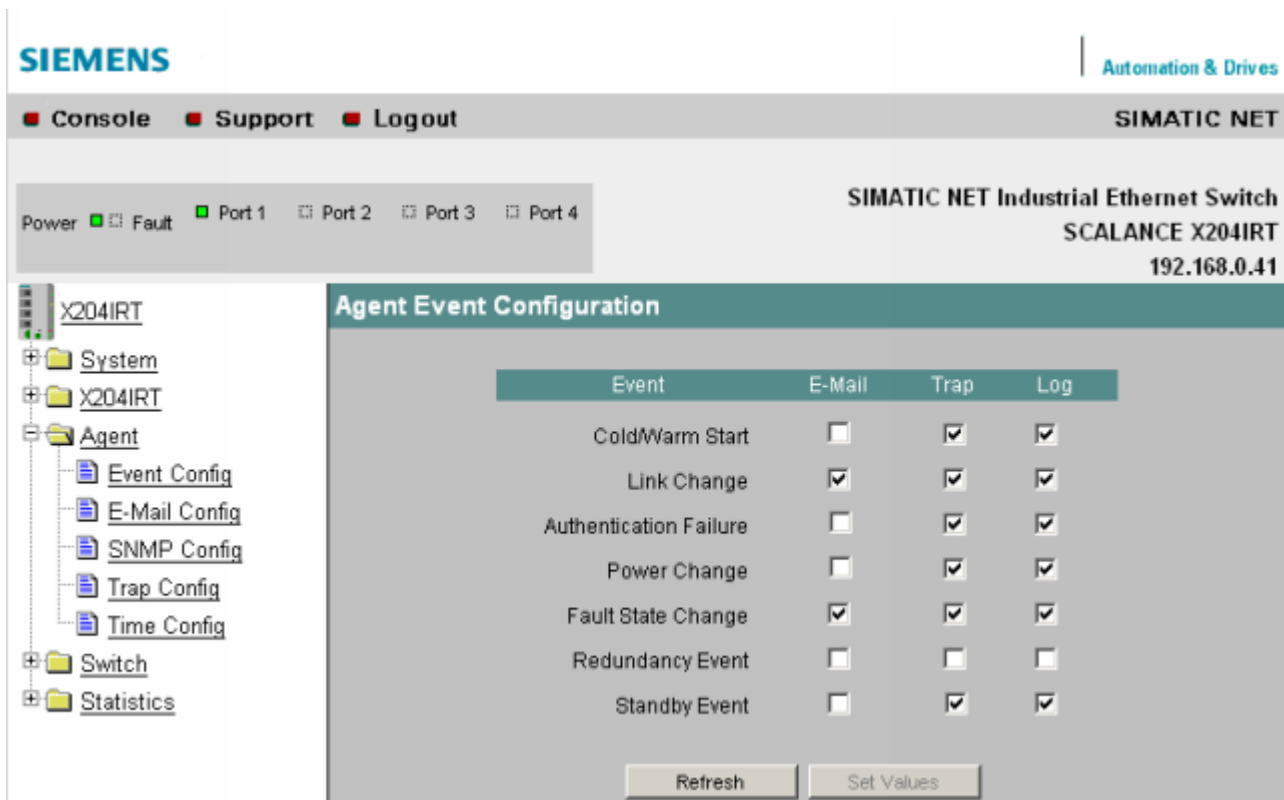 SIEMENS
Automation & Drives
Console Support Logout SIMATIC NET
Power Fault Port 1 Port 2 Port 3 Port 4
SIMATIC NET Industrial Ethernet Switch
SCALANCE X204IRT
192.168.0.41
X204IRT
System
X204IRT
Agent
Event Config
E-Mail Config
SNMP Config
Trap Config
Time Config
Switch
Statistics
Agent Event Configuration
Event E-Mail Trap Log
Cold/Warm Start
Link Change
Authentication Failure
Power Change
Fault State Change
Redundancy Event
Standby Event
Refresh Set Values